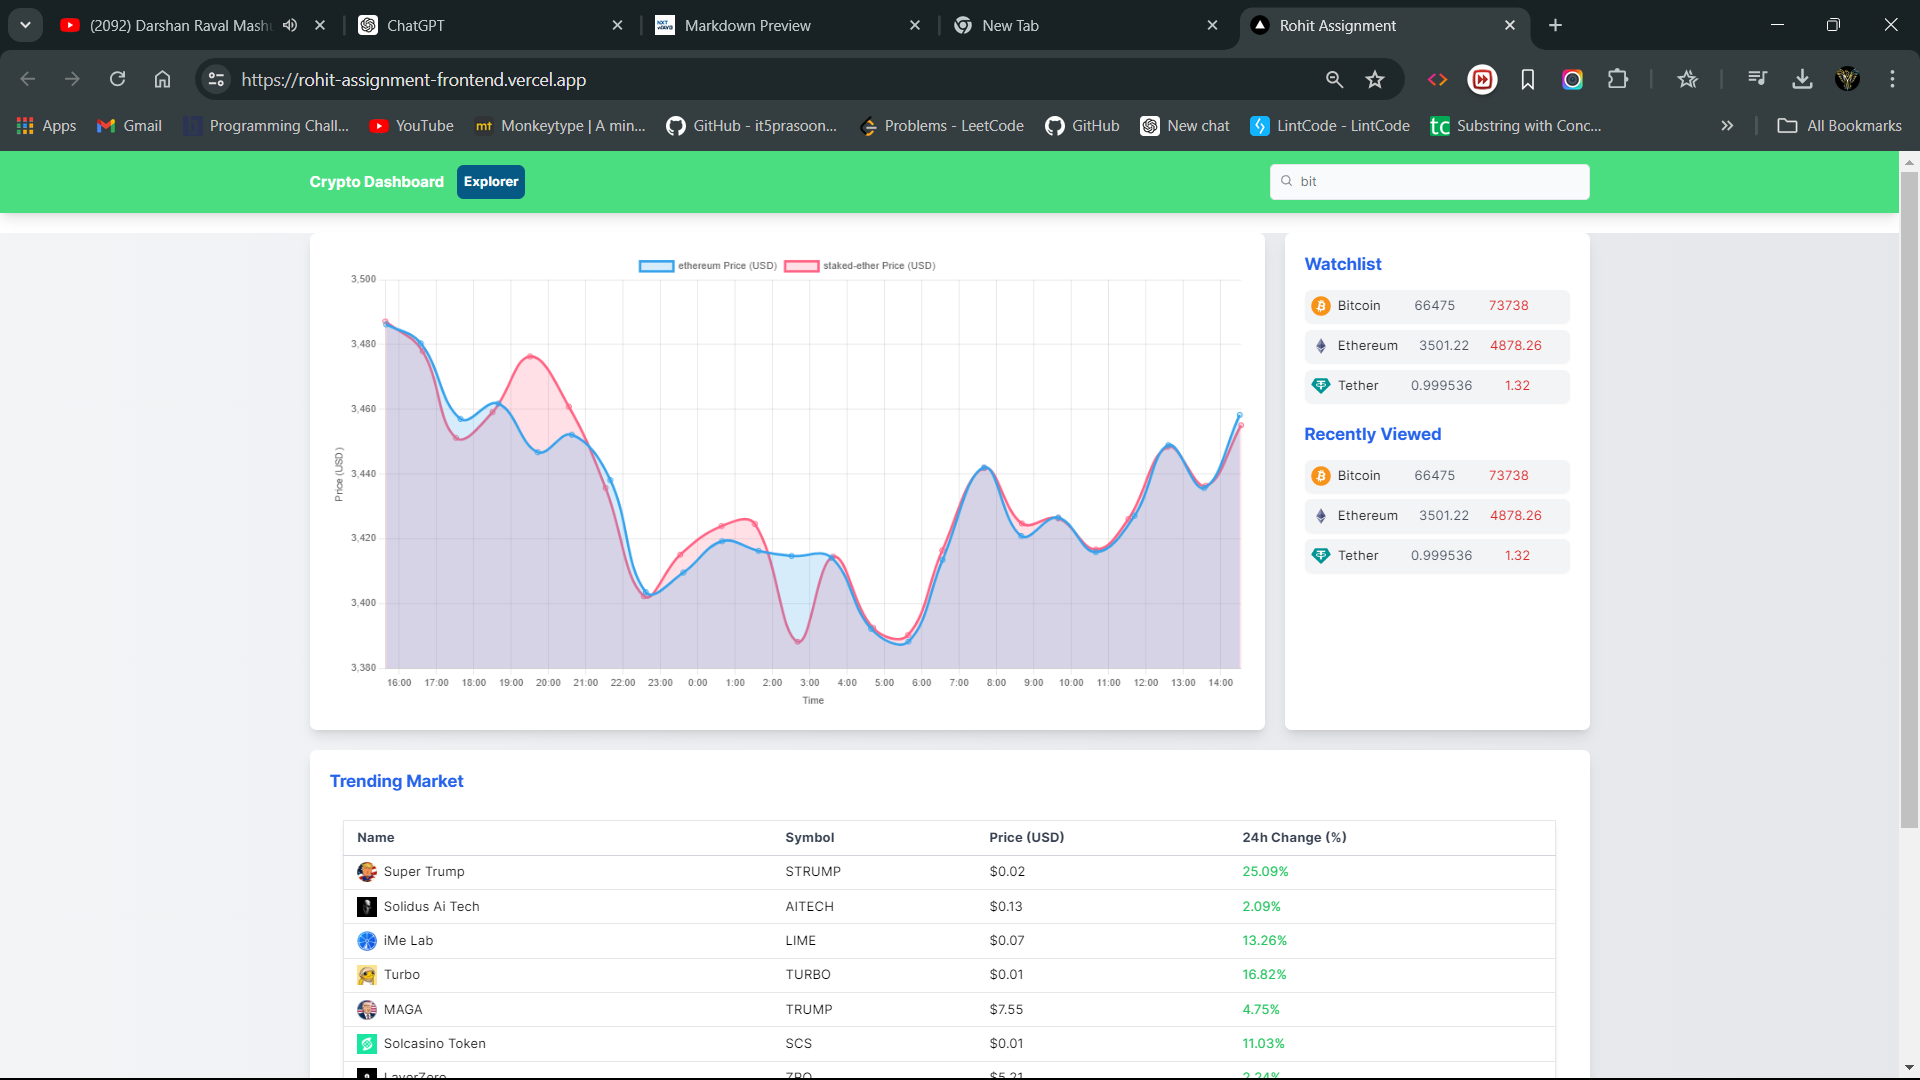 (2092) Darshan Raval Mash
ChatGPT
Markdown Preview
New Tab
Rohit Assignment
https://rohit-assignment-frontend.vercel.app
Apps
Gmail
Programming Chall...
YouTube
mt Monkeytype | A min...
GitHub - it5prasoon...
Problems - LeetCode
GitHub
New chat
LintCode - LintCode
tc Substring with Conc...
All Bookmarks
Crypto Dashboard
Explorer
bit
ethereum Price (USD)
staked-ether Price (USD)
3,500
3,480
3,460
3,440
3,420
3,400
3,380
Price (USD)
16:00 17:00 18:00 19:00 20:00 21:00 22:00 23:00 0:00 1:00 2:00 3:00 4:00 5:00 6:00 7:00 8:00 9:00 10:00 11:00 12:00 13:00 14:00
Time
Watchlist
Bitcoin 66475 73738
Ethereum 3501.22 4878.26
Tether 0.999536 1.32
Recently Viewed
Bitcoin 66475 73738
Ethereum 3501.22 4878.26
Tether 0.999536 1.32
Trending Market
Name Symbol Price (USD) 24h Change (%)
Super Trump STRUMP $0.02 25.09%
Solidus Ai Tech AITECH $0.13 2.09%
iMe Lab LIME $0.07 13.26%
Turbo TURBO $0.01 16.82%
MAGA TRUMP $7.55 4.75%
Solcasino Token SCS $0.01 11.03%
LayerZero ZRO $5.21 2.24%